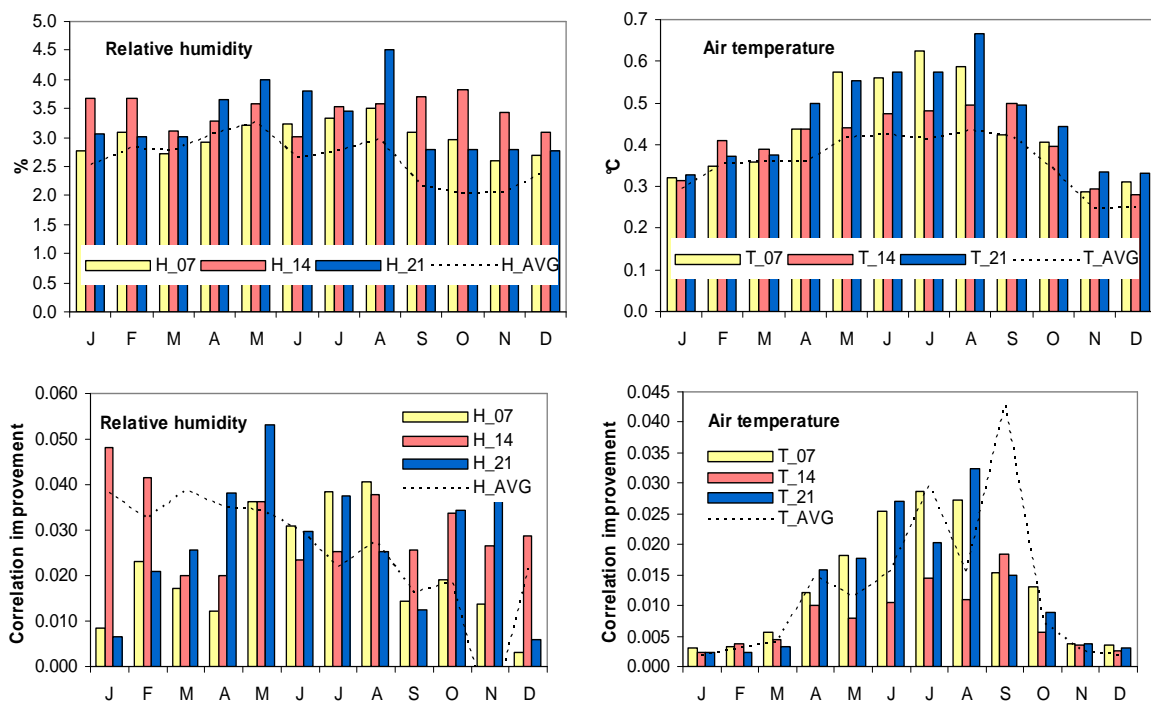 Relative humidity
%
5.0
4.5
4.0
3.5
3.0
2.5
2.0
1.5
1.0
0.5
0.0
H_07 H_14 H_21 H_AVG
J F M A M J J A S O N D
Air temperature
°C
0.7
0.6
0.5
0.4
0.3
0.2
0.1
0.0
T_07 T_14 T_21 T_AVG
J F M A M J J A S O N D
Relative humidity
Correlation improvement
0.060
0.050
0.040
0.030
0.020
0.010
0.000
H_07
H_14
H_21
H_AVG
J F M A M J J A S O N D
Air temperature
Correlation improvement
0.045
0.040
0.035
0.030
0.025
0.020
0.015
0.010
0.005
0.000
T_07
T_14
T_21
T_AVG
J F M A M J J A S O N D